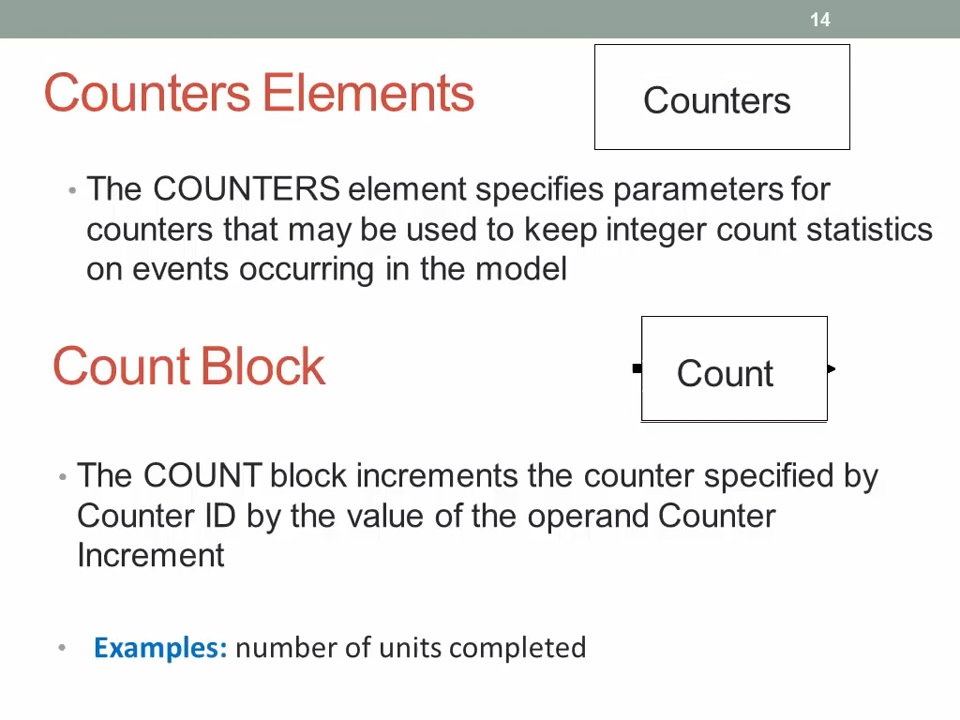 14
Counters Elements
Counters
• The COUNTERS element specifies parameters for
counters that may be used to keep integer count statistics
on events occurring in the model
Count Block
Count
• The COUNT block increments the counter specified by
Counter ID by the value of the operand Counter
Increment
• Examples: number of units completed